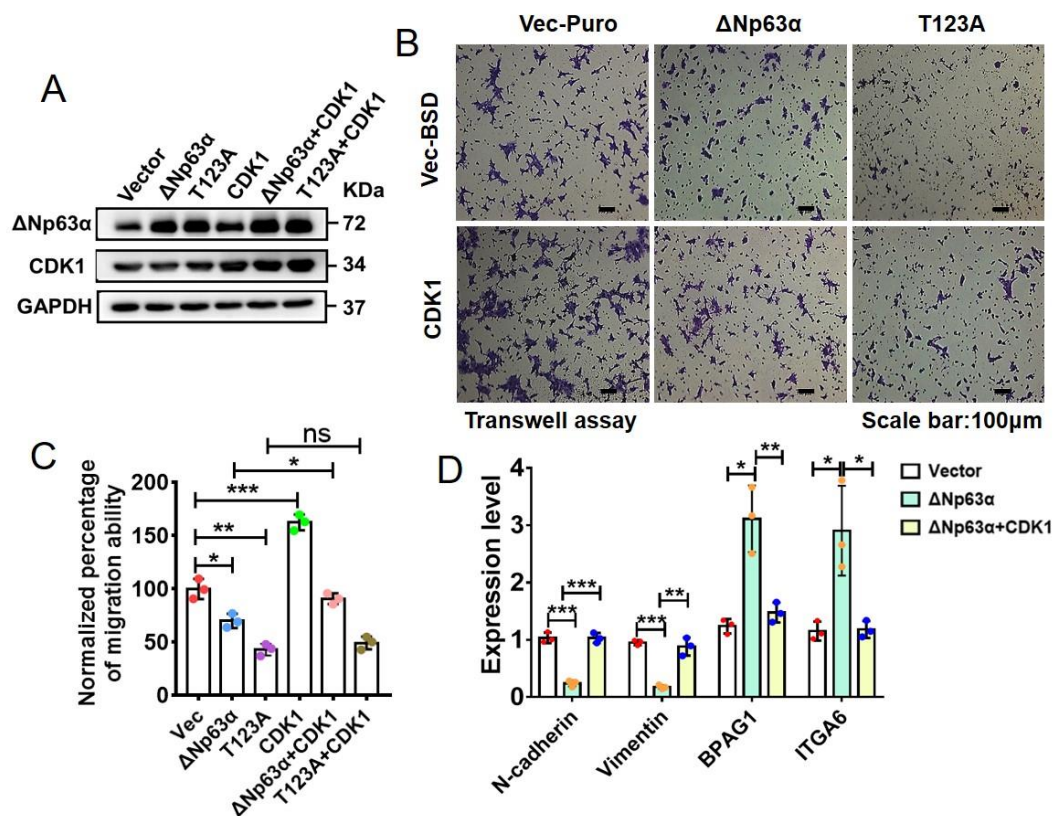 A
Vector
ΔNp63α
T123A
CDK1
ΔNp63α+CDK1
T123A+CDK1
KDa
ΔNp63α
72
CDK1
34
GAPDH
37
B
Vec-Puro
ΔNp63α
T123A
Vec-BSD
CDK1
Transwell assay
Scale bar:100μm
C
Normalized percentage
of migration ability
200
150
100
50
0
ns
*
***
**
*
Vec
ΔNp63α
T123A
CDK1
ΔNp63α+CDK1
T123A+CDK1
D
Expression level
4
3
2
1
0
***
***
***
**
*
**
*
*
N-cadherin
Vimentin
BPAG1
ITGA6
Vector
ΔNp63α
ΔNp63α+CDK1